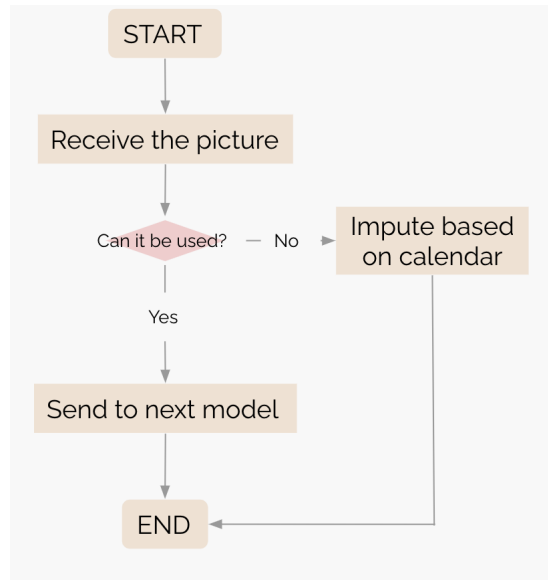 START
Receive the picture
Can it be used?
No
Impute based
on calendar
Yes
Send to next model
END